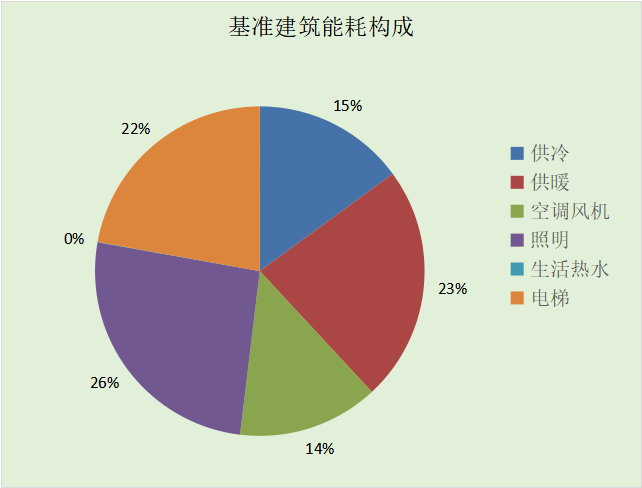 基准建筑能耗构成
15%
22%
供冷
供暖
空调风机
照明
生活热水
电梯
0%
23%
26%
14%